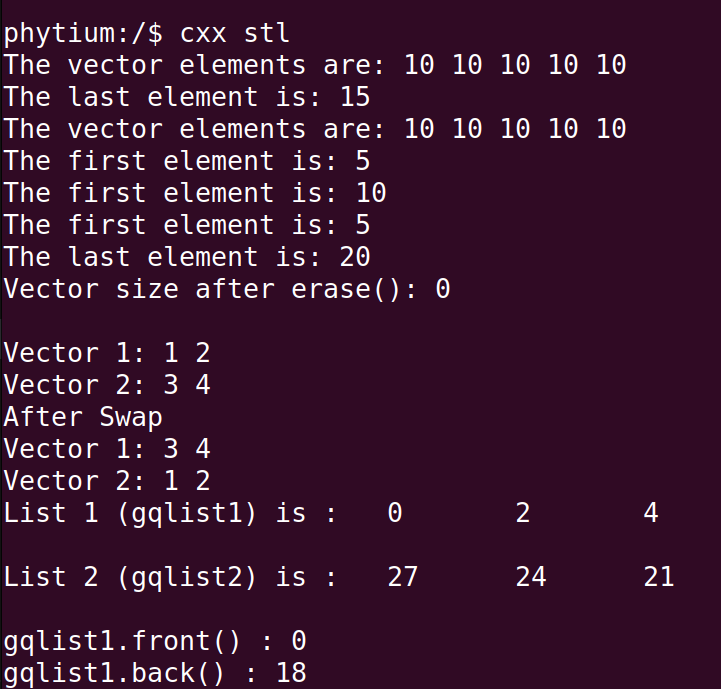 phytium:/$ cxx stl
The vector elements are: 10 10 10 10 10
The last element is: 15
The vector elements are: 10 10 10 10 10
The first element is: 5
The first element is: 10
The first element is: 5
The last element is: 20
Vector size after erase(): 0
Vector 1: 1 2
Vector 2: 3 4
After Swap
Vector 1: 3 4
Vector 2: 1 2
List 1 (gqlist1) is :   0       2       4
List 2 (gqlist2) is :   27      24      21
gqlist1.front() : 0
gqlist1.back() : 18